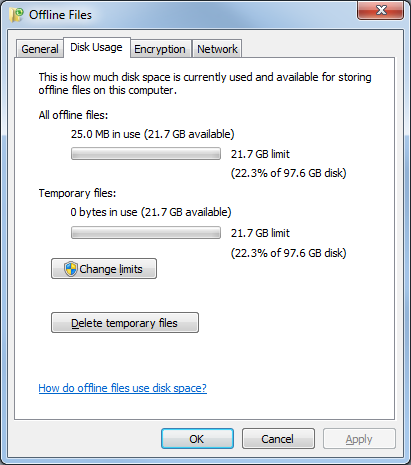 Offline Files
General
Disk Usage
Encryption
Network
This is how much disk space is currently used and available for storing
offline files on this computer.
All offline files:
25.0 MB in use (21.7 GB available)
21.7 GB limit
(22.3% of 97.6 GB disk)
Temporary files:
0 bytes in use (21.7 GB available)
21.7 GB limit
(22.3% of 97.6 GB disk)
Change limits
Delete temporary files
How do offline files use disk space?
OK
Cancel
Apply